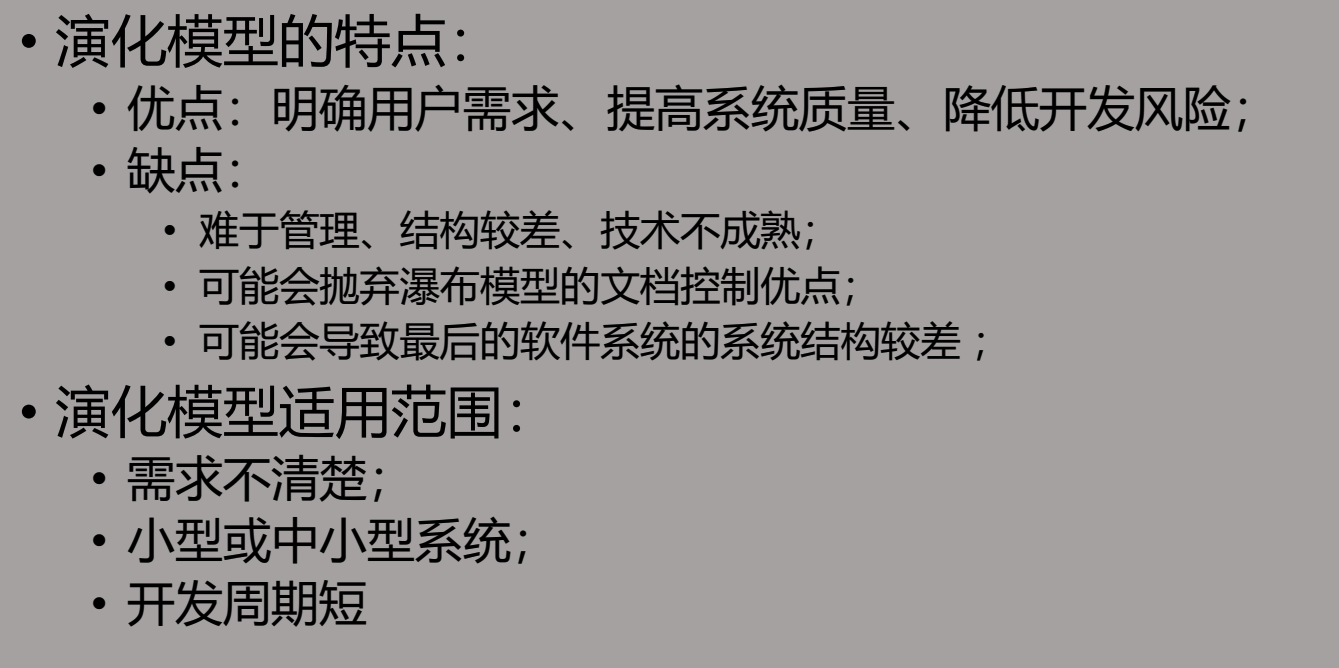 • 演化模型的特点：
• 优点：明确用户需求、提高系统质量、降低开发风险；
• 缺点：
• 难于管理、结构较差、技术不成熟；
• 可能会抛弃瀑布模型的文档控制优点；
• 可能会导致最后的软件系统的系统结构较差 ；
• 演化模型适用范围：
• 需求不清楚；
• 小型或中小型系统；
• 开发周期短